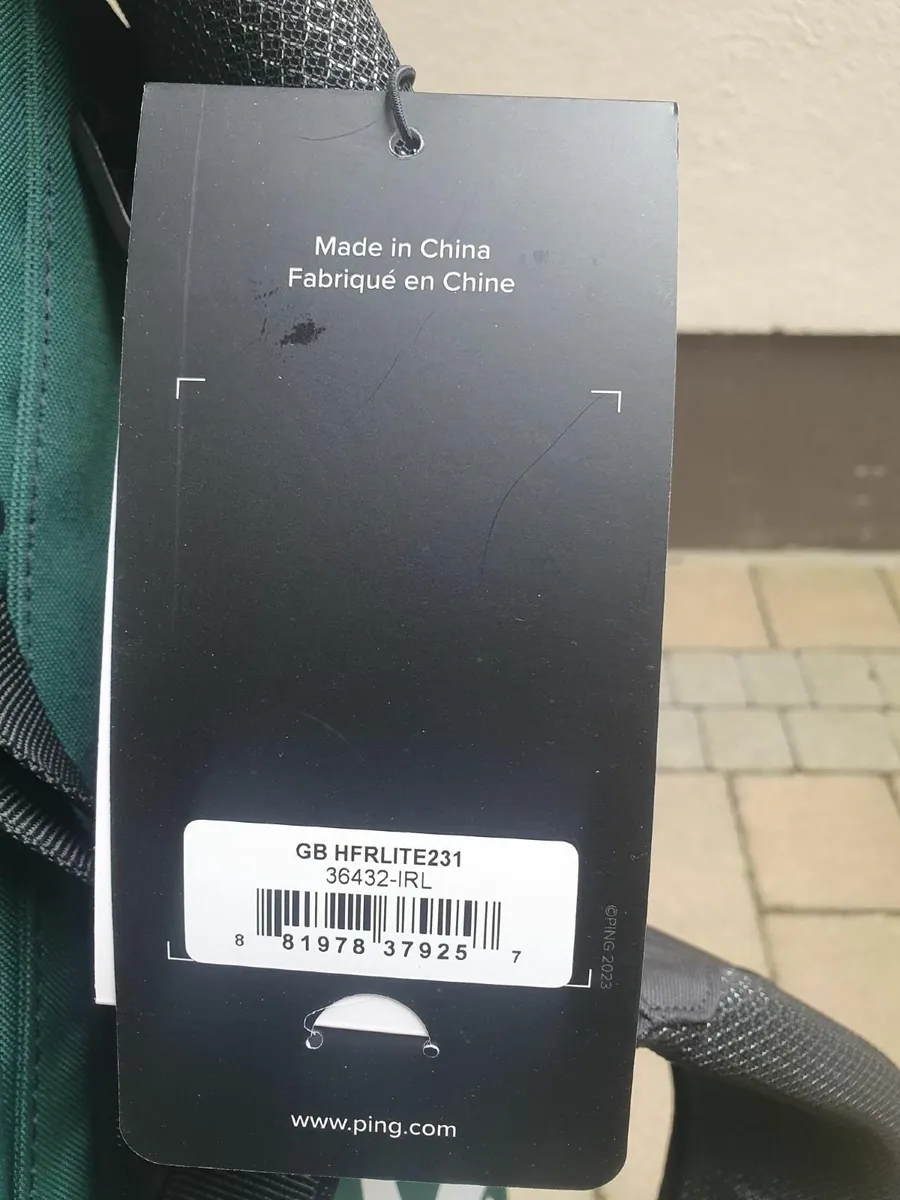 Made in China
Fabriqué en Chine
GB HFRLITE231
36432-IRL
8 81978 37925 7
©PING 2023
www.ping.com